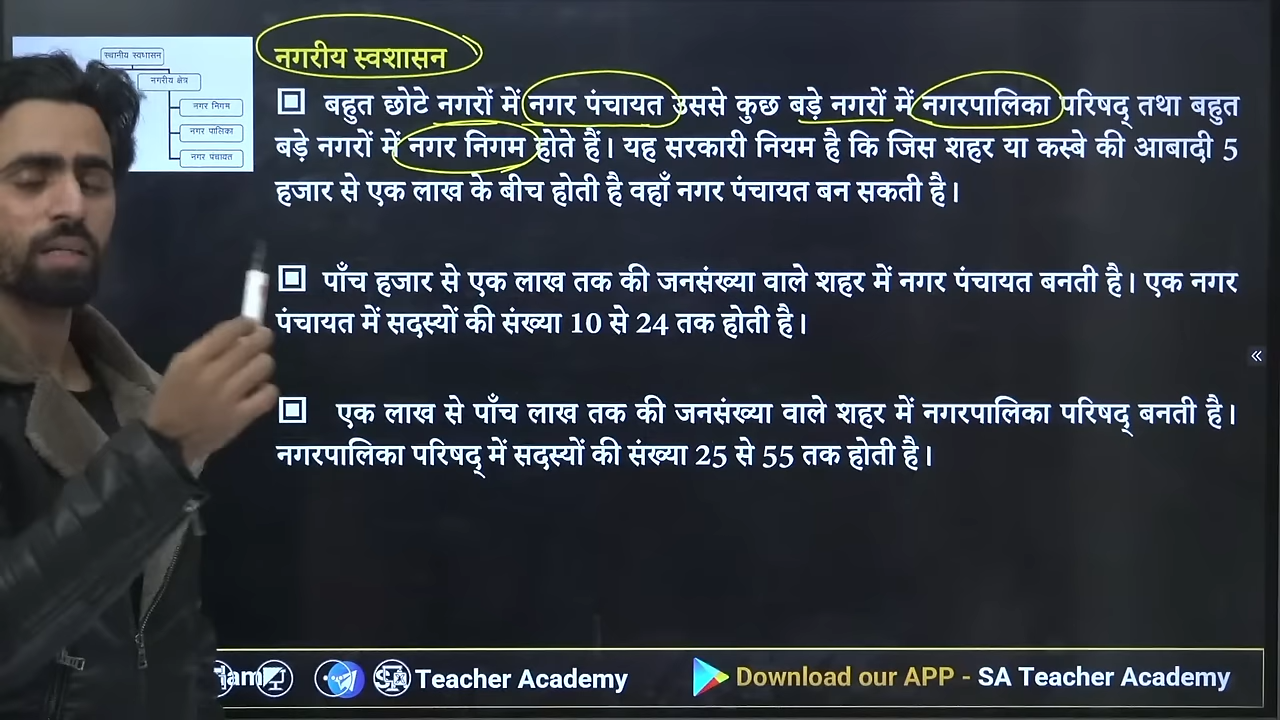 स्थानीय स्वशासन
नगरीय क्षेत्र
नगर निगम
नगर पालिका
नगर पंचायत
नगरीय स्वशासन
बहुत छोटे नगरों में नगर पंचायत उससे कुछ बड़े नगरों में नगरपालिका परिषद् तथा बहुत
बड़े नगरों में नगर निगम होते हैं। यह सरकारी नियम है कि जिस शहर या कस्बे की आबादी 5
हजार से एक लाख के बीच होती है वहाँ नगर पंचायत बन सकती है।
पाँच हजार से एक लाख तक की जनसंख्या वाले शहर में नगर पंचायत बनती है। एक नगर
पंचायत में सदस्यों की संख्या 10 से 24 तक होती है।
एक लाख से पाँच लाख तक की जनसंख्या वाले शहर में नगरपालिका परिषद् बनती है।
नगरपालिका परिषद् में सदस्यों की संख्या 25 से 55 तक होती है।
Teacher Academy
Download our APP - SA Teacher Academy